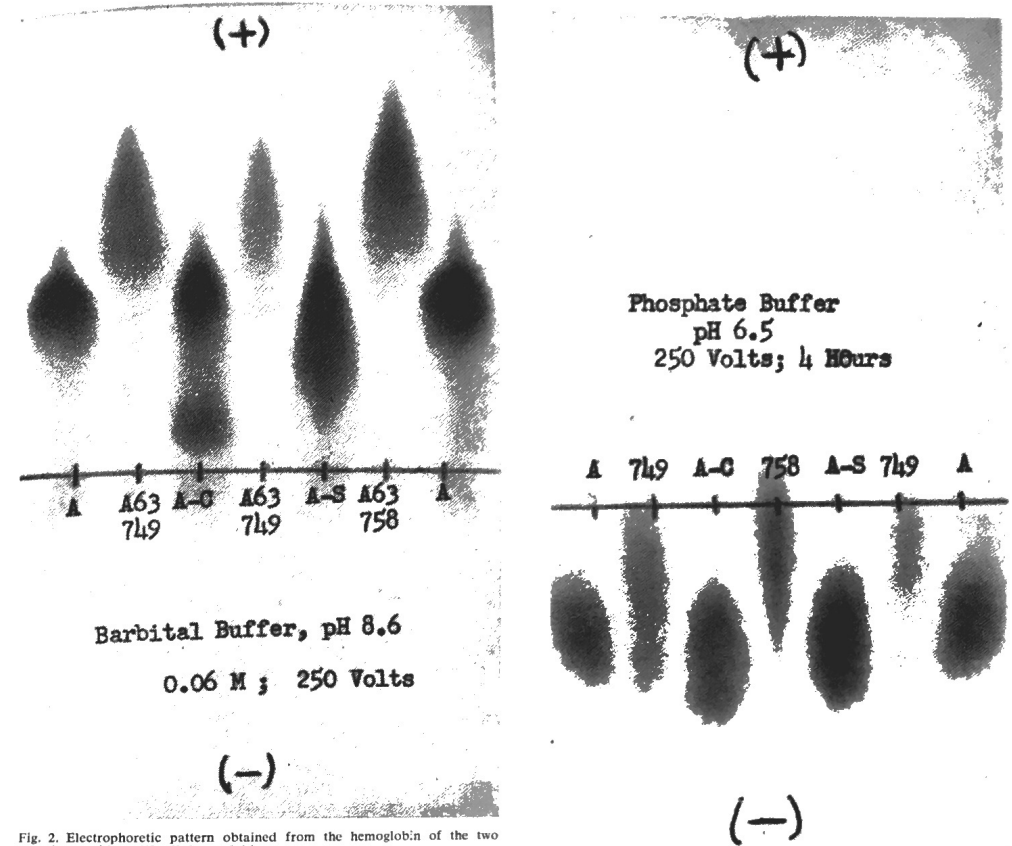 (+)
A A63 A-C A63 A-S A63 A
749 749 758
Barbital Buffer, pH 8.6
0.06 M ; 250 Volts
(-)
Fig. 2. Electrophoretic pattern obtained from the hemoglobin of the two
(+)
Phosphate Buffer
pH 6.5
250 Volts; 4 Hours
A 749 A-C 758 A-S 749 A
(-)